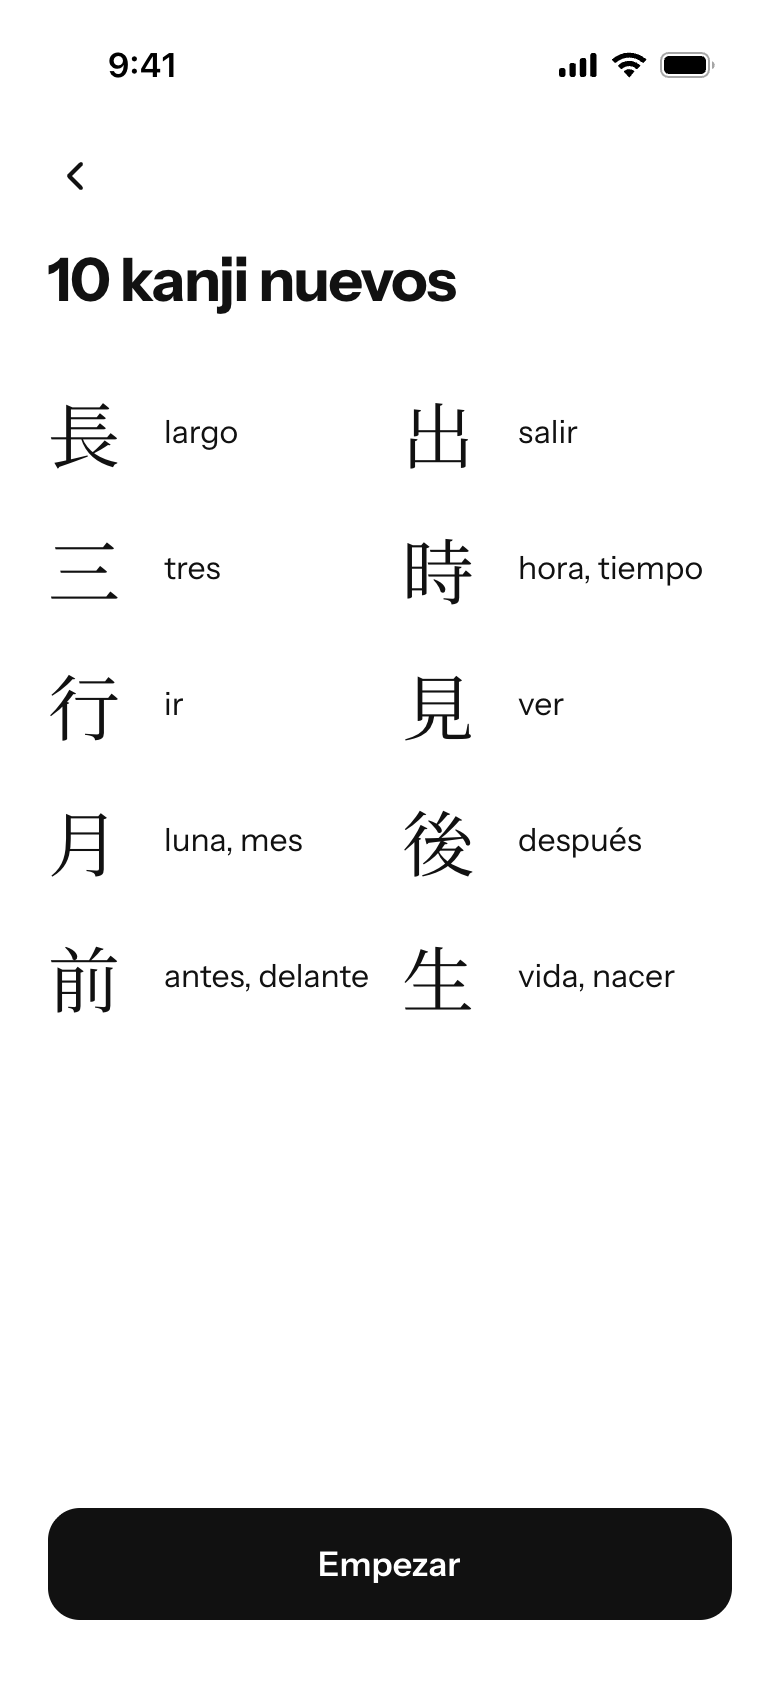 9:41
10 kanji nuevos
長 largo
出 salir
三 tres
時 hora, tiempo
行 ir
見 ver
月 luna, mes
後 después
前 antes, delante
生 vida, nacer
Empezar